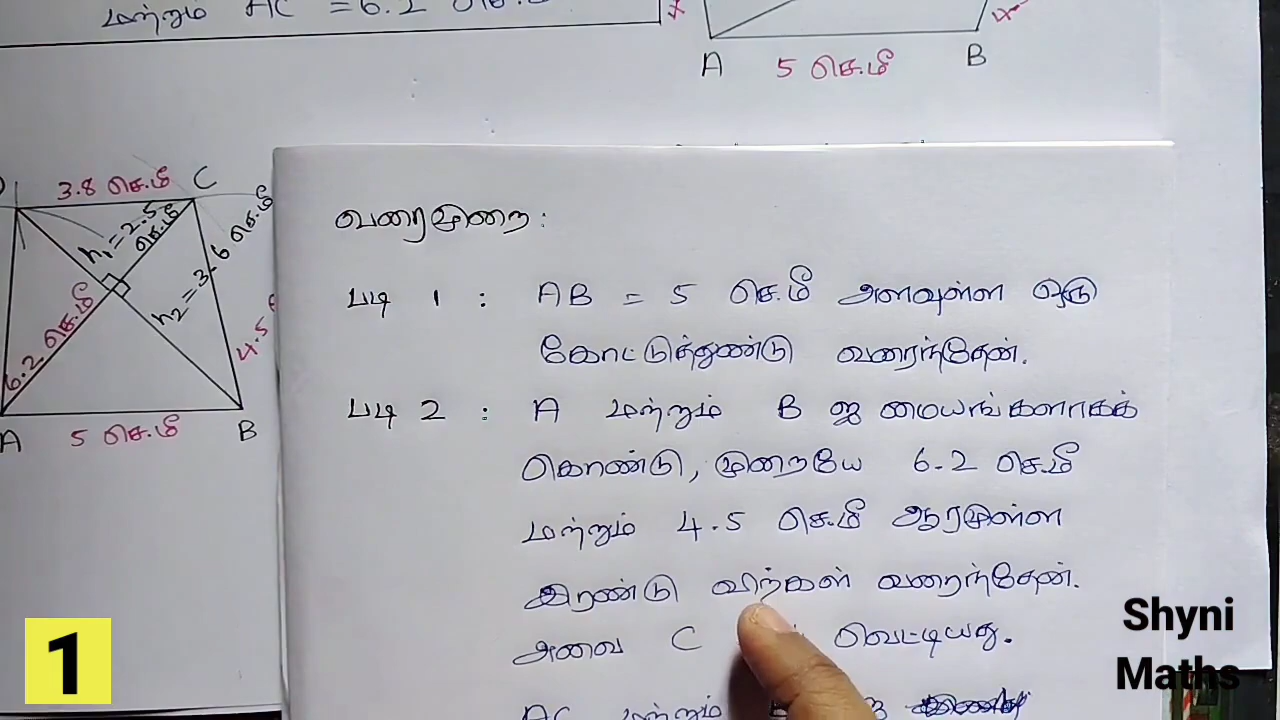 மற்றும் AC = 6.2
A 5 செ.மீ B
3.8 செ.மீ C
h₁ = 2.5 செ.மீ
h₂ = 3.6 செ.மீ
6.2 செ.மீ
4.5
A 5 செ.மீ B
வரைமுறை :
படி 1 : AB = 5 செ.மீ அளவுள்ள ஒரு
கோட்டுத்துண்டு வரைந்தேன்.
படி 2 : A மற்றும் B ஐ மையங்களாகக்
கொண்டு, முறையே 6.2 செ.மீ
மற்றும் 4.5 செ.மீ ஆரமுள்ள
இரண்டு விற்கள் வரைந்தேன்.
அவை C வெட்டியது.
AC மற்றும்
1
Shyni
Maths